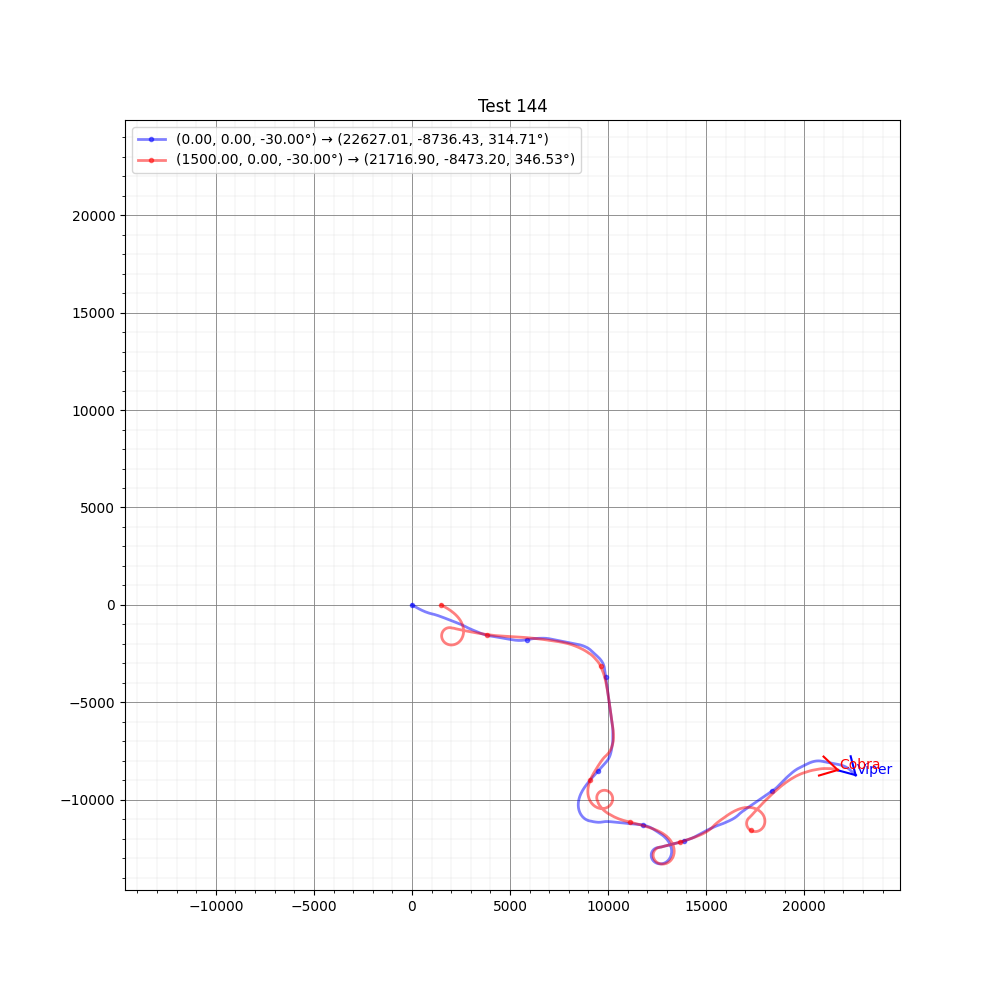 Test 144
(0.00, 0.00, -30.00°) → (22627.01, -8736.43, 314.71°)
(1500.00, 0.00, -30.00°) → (21716.90, -8473.20, 346.53°)
20000
15000
10000
5000
0
−5000
−10000
Cobra
Viper
−10000 −5000 0 5000 10000 15000 20000